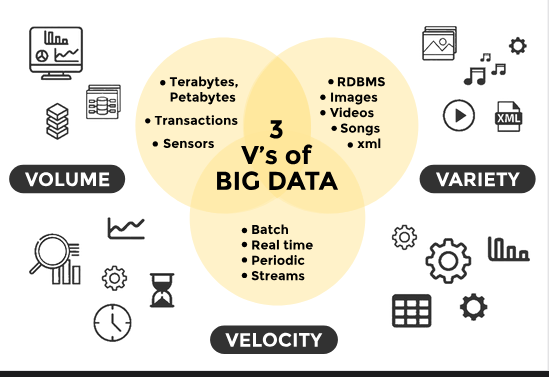 • Terabytes,
Petabytes
• Transactions
• Sensors
• RDBMS
• Images
• Videos
• Songs
• xml
3
V's of
BIG DATA
XML
VOLUME
VARIETY
• Batch
• Real time
• Periodic
• Streams
VELOCITY